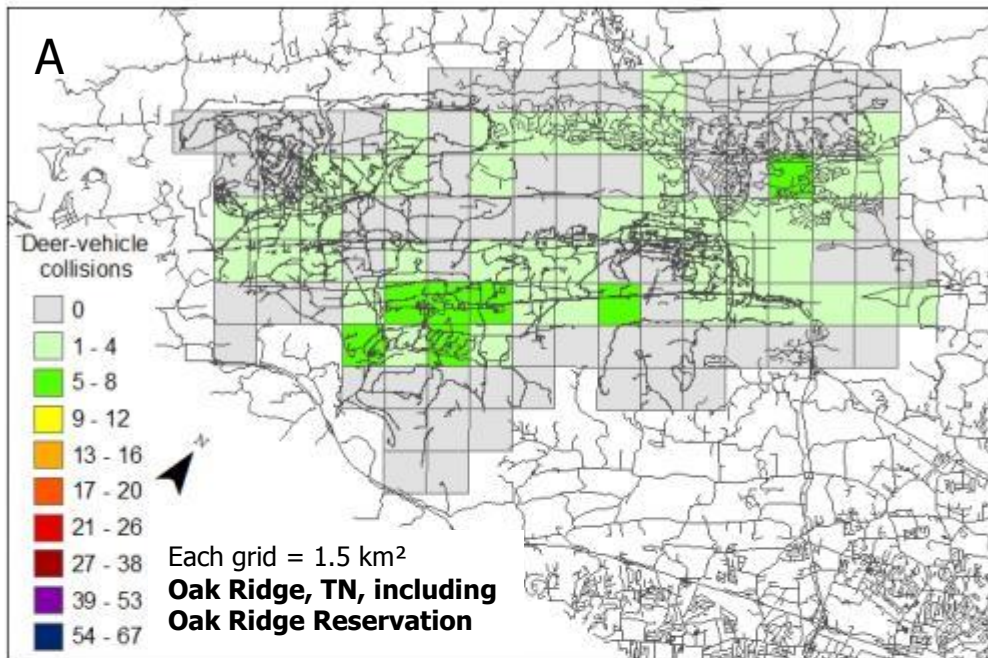 A
Deer-vehicle
collisions
0
1 - 4
5 - 8
9 - 12
13 - 16
17 - 20
21 - 26
27 - 38
39 - 53
54 - 67
N
Each grid = 1.5 km²
Oak Ridge, TN, including
Oak Ridge Reservation